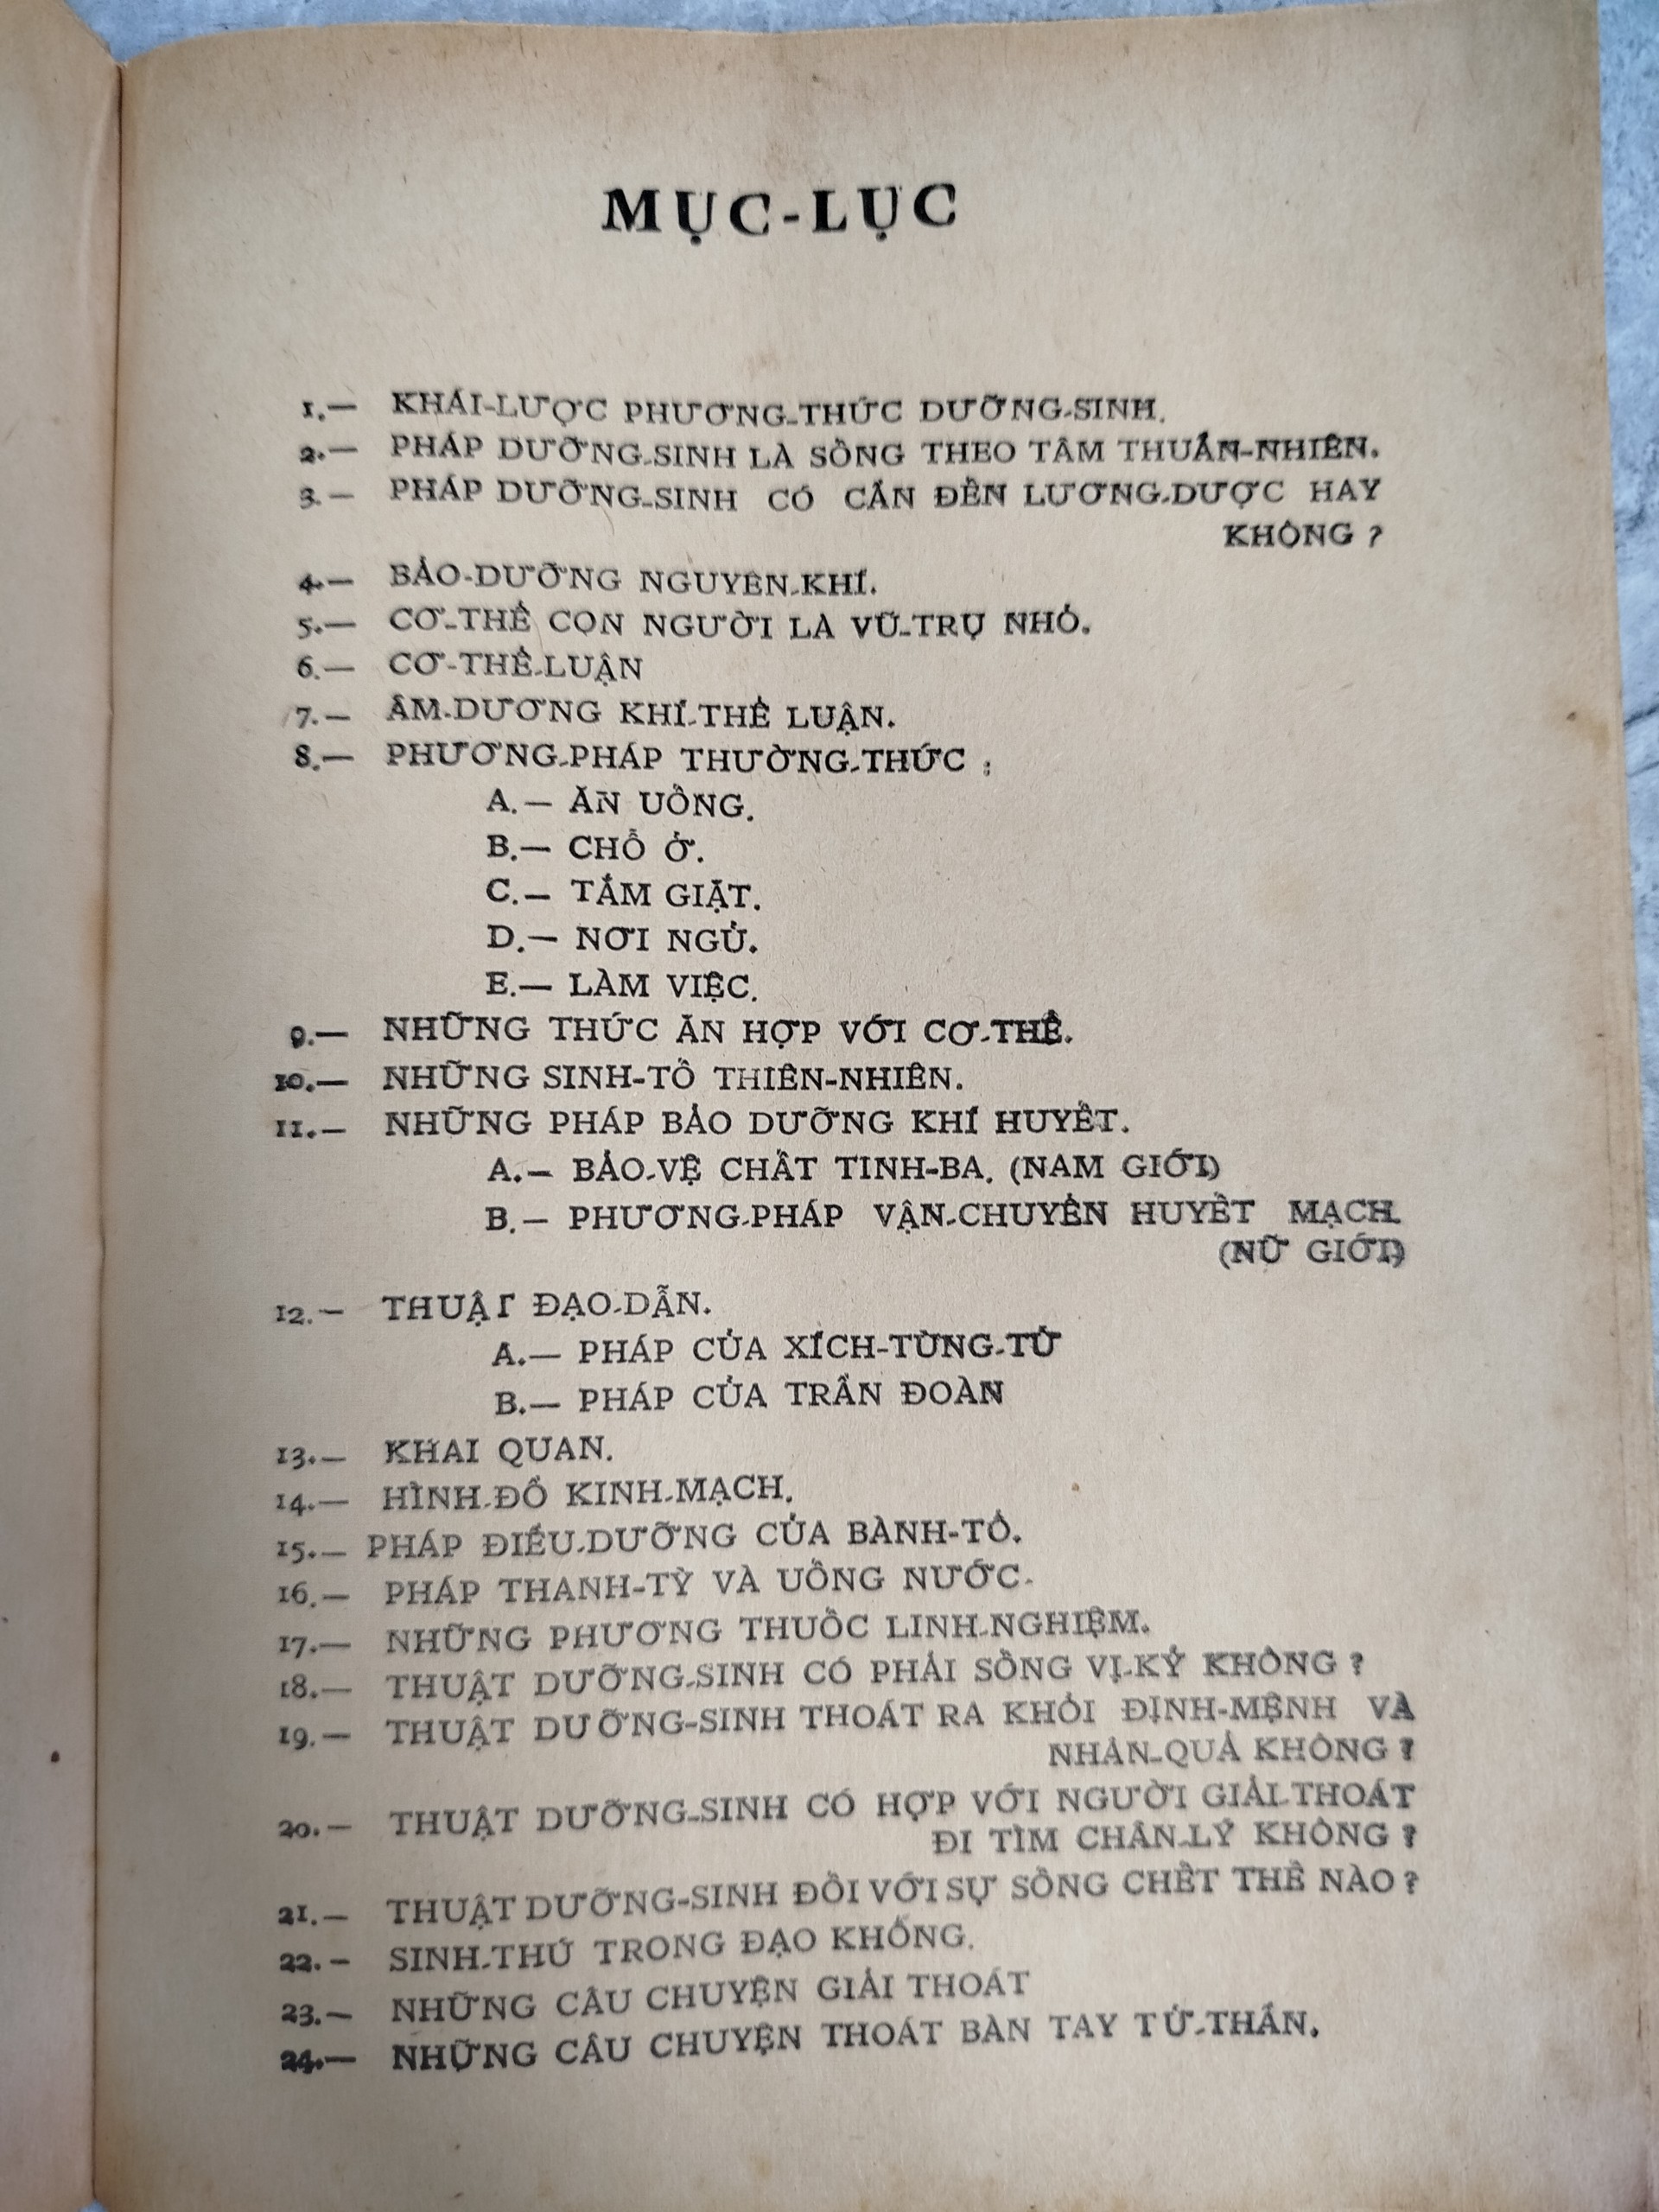 MỤC-LỤC
1.— KHÁI-LƯỢC PHƯƠNG-THỨC DƯỠNG-SINH.
2.— PHÁP DƯỠNG-SINH LÀ SỐNG THEO TÂM THUẦN-NHIÊN.
3.— PHÁP DƯỠNG-SINH CÓ CẦN ĐẾN LƯƠNG-DƯỢC HAY
KHÔNG ?
4.— BẢO-DƯỠNG NGUYÊN-KHÍ.
5.— CƠ-THỂ CON NGƯỜI LÀ VŨ-TRỤ NHỎ.
6.— CƠ-THỂ-LUẬN
7.— ÂM-DƯƠNG KHÍ-THỂ LUẬN.
8.— PHƯƠNG-PHÁP THƯỜNG-THỨC :
A.— ĂN UỐNG.
B.— CHỖ Ở.
C.— TẮM GIẶT.
D.— NƠI NGỦ.
E.— LÀM VIỆC.
9.— NHỮNG THỨC ĂN HỢP VỚI CƠ-THỂ.
10.— NHỮNG SINH-TỐ THIÊN-NHIÊN.
11.— NHỮNG PHÁP BẢO DƯỠNG KHÍ HUYẾT.
A.— BẢO-VỆ CHẤT TINH-BA. (NAM GIỚI)
B.— PHƯƠNG-PHÁP VẬN-CHUYỂN HUYẾT MẠCH.
(NỮ GIỚI)
12.— THUẬT ĐẠO-DẪN.
A.— PHÁP CỦA XÍCH-TÙNG-TỬ
B.— PHÁP CỦA TRẦN ĐOÀN
13.— KHAI QUAN.
14.— HÌNH-ĐỒ KINH-MẠCH.
15.— PHÁP ĐIỀU-DƯỠNG CỦA BÀNH-TỔ.
16.— PHÁP THANH-TỲ VÀ UỐNG NƯỚC.
17.— NHỮNG PHƯƠNG THUỐC LINH-NGHIỆM.
18.— THUẬT DƯỠNG-SINH CÓ PHẢI SỐNG VỊ-KỶ KHÔNG ?
19.— THUẬT DƯỠNG-SINH THOÁT RA KHỎI ĐỊNH-MỆNH VÀ
NHÂN-QUẢ KHÔNG ?
20.— THUẬT DƯỠNG-SINH CÓ HỢP VỚI NGƯỜI GIẢI-THOÁT
ĐI TÌM CHÂN-LÝ KHÔNG ?
21.— THUẬT DƯỠNG-SINH ĐỐI VỚI SỰ SỐNG CHẾT THẾ NÀO ?
22.— SINH-THÚ TRONG ĐẠO KHỔNG.
23.— NHỮNG CÂU CHUYỆN GIẢI THOÁT
24.— NHỮNG CÂU CHUYỆN THOÁT BÀN TAY TỬ-THẦN.